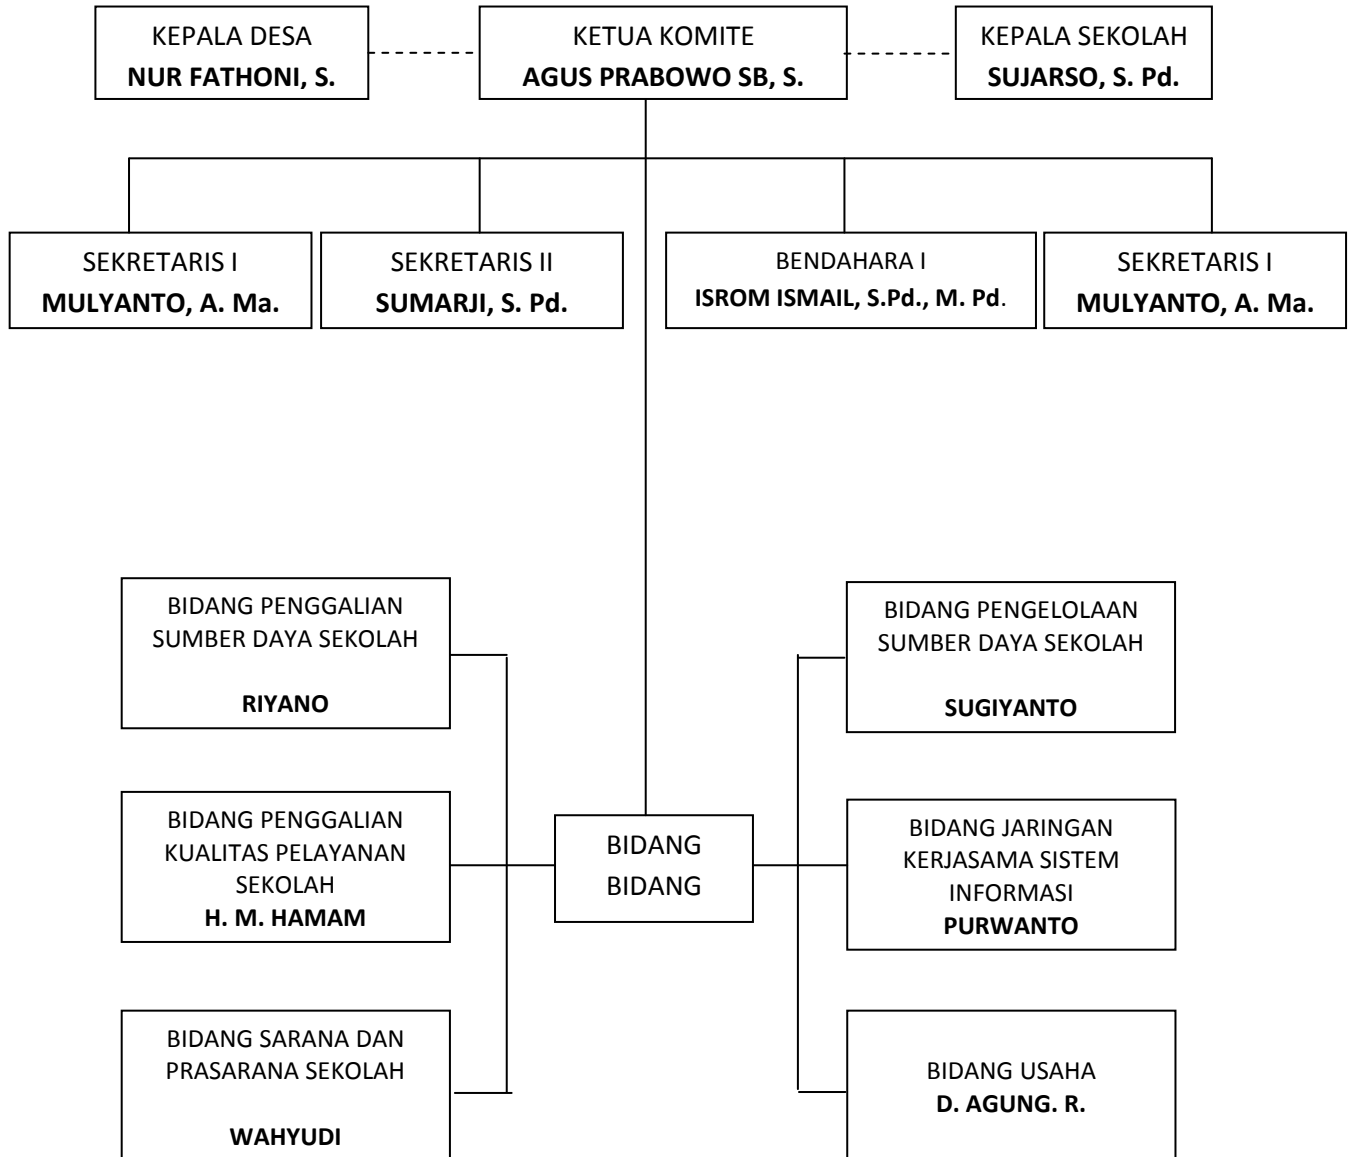 KEPALA DESA
NUR FATHONI, S.
KETUA KOMITE
AGUS PRABOWO SB, S.
KEPALA SEKOLAH
SUJARSO, S. Pd.
SEKRETARIS I
MULYANTO, A. Ma.
SEKRETARIS II
SUMARJI, S. Pd.
BENDAHARA I
ISROM ISMAIL, S.Pd., M. Pd.
SEKRETARIS I
MULYANTO, A. Ma.
BIDANG PENGGALIAN
SUMBER DAYA SEKOLAH
RIYANO
BIDANG PENGELOLAAN
SUMBER DAYA SEKOLAH
SUGIYANTO
BIDANG PENGGALIAN
KUALITAS PELAYANAN
SEKOLAH
H. M. HAMAM
BIDANG
BIDANG
BIDANG JARINGAN
KERJASAMA SISTEM
INFORMASI
PURWANTO
BIDANG SARANA DAN
PRASARANA SEKOLAH
WAHYUDI
BIDANG USAHA
D. AGUNG. R.